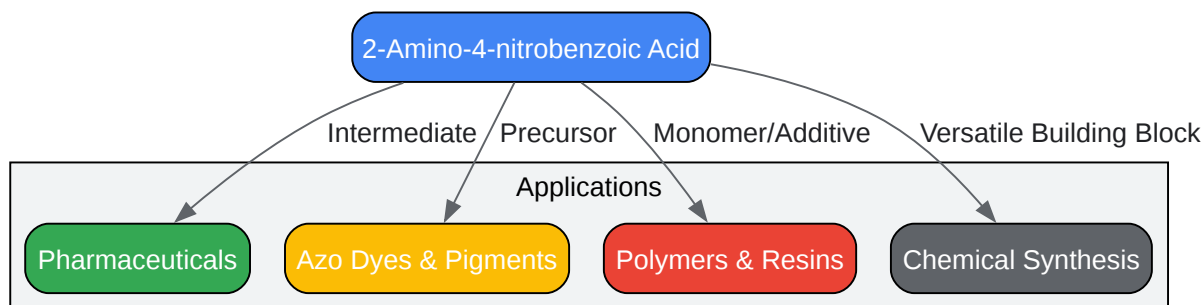 2-Amino-4-nitrobenzoic Acid
Intermediate
Precursor
Monomer/Additive
Versatile Building Block
Applications
Pharmaceuticals
Azo Dyes & Pigments
Polymers & Resins
Chemical Synthesis